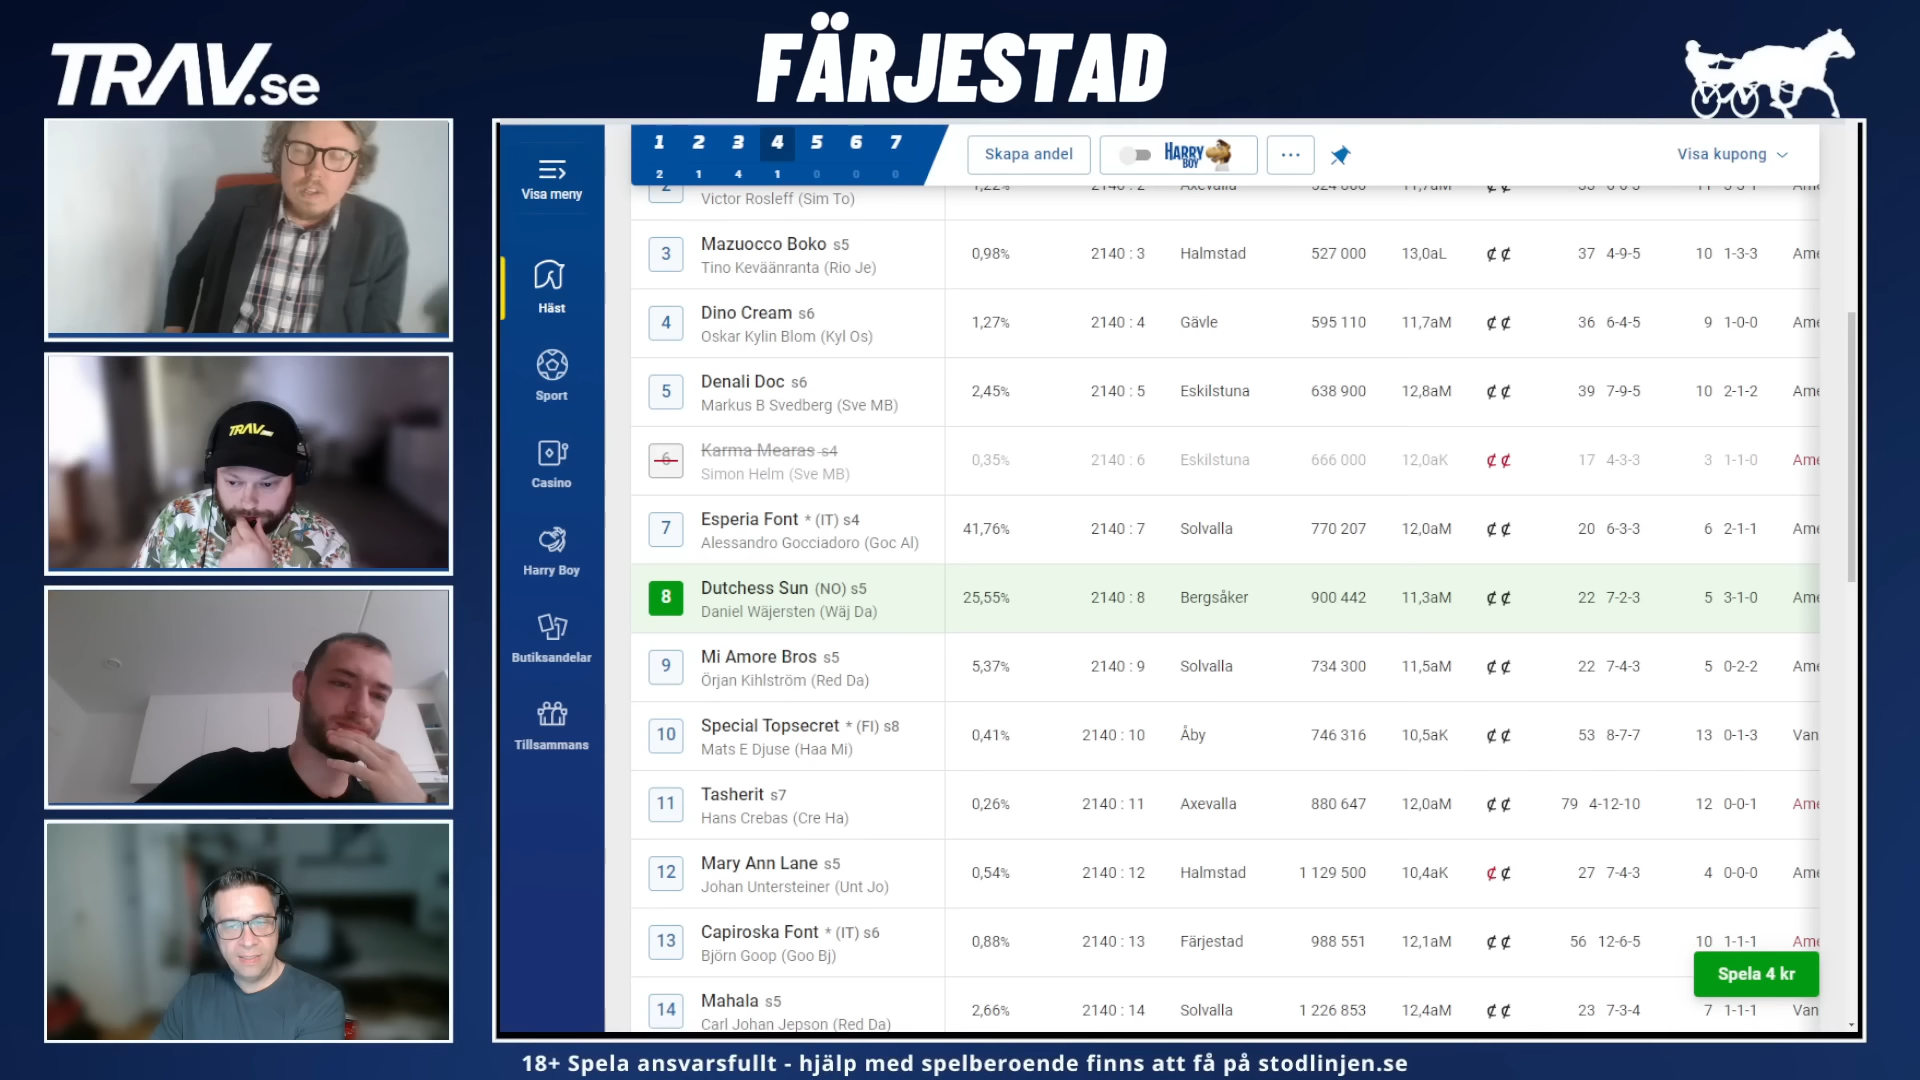 TRAV.se
FÄRJESTAD
1 2 3 4 5 6 7
2 1 4 1 0 0 0
Skapa andel
HARRY BOY
...
Visa kupong
Visa meny
Häst
Sport
Casino
Harry Boy
Butiksandelar
Tillsammans
Victor Rosleff (Sim To)
3 Mazuocco Boko s5 0,98% 2140 : 3 Halmstad 527 000 13,0aL ¢ ¢ 37 4-9-5 10 1-3-3 Ame
Tino Keväänranta (Rio Je)
4 Dino Cream s6 1,27% 2140 : 4 Gävle 595 110 11,7aM ¢ ¢ 36 6-4-5 9 1-0-0 Ame
Oskar Kylin Blom (Kyl Os)
5 Denali Doc s6 2,45% 2140 : 5 Eskilstuna 638 900 12,8aM ¢ ¢ 39 7-9-5 10 2-1-2 Ame
Markus B Svedberg (Sve MB)
6 Karma Mearas s4 0,35% 2140 : 6 Eskilstuna 666 000 12,0aK ¢ ¢ 17 4-3-3 3 1-1-0 Ame
Simon Helm (Sve MB)
7 Esperia Font * (IT) s4 41,76% 2140 : 7 Solvalla 770 207 12,0aM ¢ ¢ 20 6-3-3 6 2-1-1 Ame
Alessandro Gocciadoro (Goc Al)
8 Dutchess Sun (NO) s5 25,55% 2140 : 8 Bergsåker 900 442 11,3aM ¢ ¢ 22 7-2-3 5 3-1-0 Ame
Daniel Wäjersten (Wäj Da)
9 Mi Amore Bros s5 5,37% 2140 : 9 Solvalla 734 300 11,5aM ¢ ¢ 22 7-4-3 5 0-2-2 Ame
Örjan Kihlström (Red Da)
10 Special Topsecret * (FI) s8 0,41% 2140 : 10 Åby 746 316 10,5aK ¢ ¢ 53 8-7-7 13 0-1-3 Van
Mats E Djuse (Haa Mi)
11 Tasherit s7 0,26% 2140 : 11 Axevalla 880 647 12,0aM ¢ ¢ 79 4-12-10 12 0-0-1 Ame
Hans Crebas (Cre Ha)
12 Mary Ann Lane s5 0,54% 2140 : 12 Halmstad 1 129 500 10,4aK ¢ ¢ 27 7-4-3 4 0-0-0 Ame
Johan Untersteiner (Unt Jo)
13 Capiroska Font * (IT) s6 0,88% 2140 : 13 Färjestad 988 551 12,1aM ¢ ¢ 56 12-6-5 10 1-1-1 Ame
Björn Goop (Goo Bj)
Spela 4 kr
14 Mahala s5 2,66% 2140 : 14 Solvalla 1 226 853 12,4aM ¢ ¢ 23 7-3-4 7 1-1-1 Van
Carl Johan Jepson (Red Da)
TRAV.se
18+ Spela ansvarsfullt - hjälp med spelberoende finns att få på stodlinjen.se